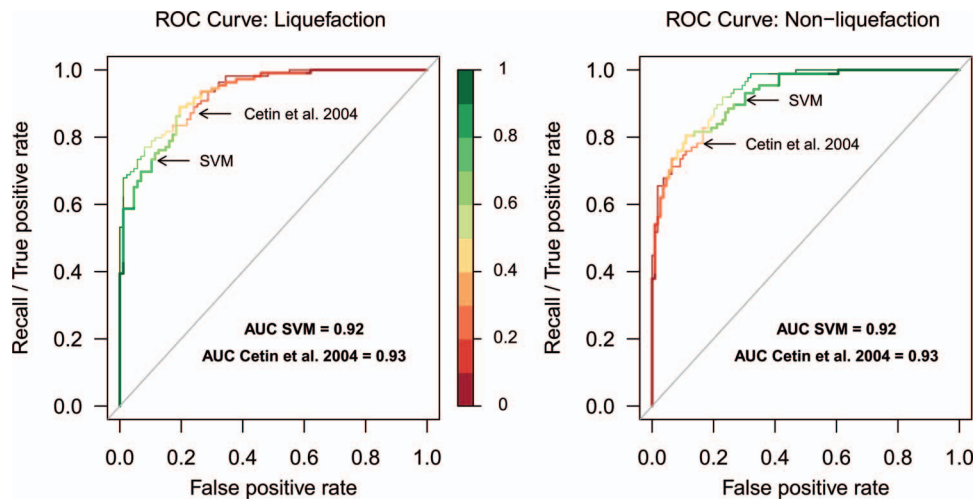 ROC Curve: Liquefaction
Recall / True positive rate
1.0
0.8
0.6
0.4
0.2
0.0
Cetin et al. 2004
SVM
AUC SVM = 0.92
AUC Cetin et al. 2004 = 0.93
0.0 0.2 0.4 0.6 0.8 1.0
False positive rate
1
0.8
0.6
0.4
0.2
0
ROC Curve: Non−liquefaction
Recall / True positive rate
1.0
0.8
0.6
0.4
0.2
0.0
SVM
Cetin et al. 2004
AUC SVM = 0.92
AUC Cetin et al. 2004 = 0.93
0.0 0.2 0.4 0.6 0.8 1.0
False positive rate